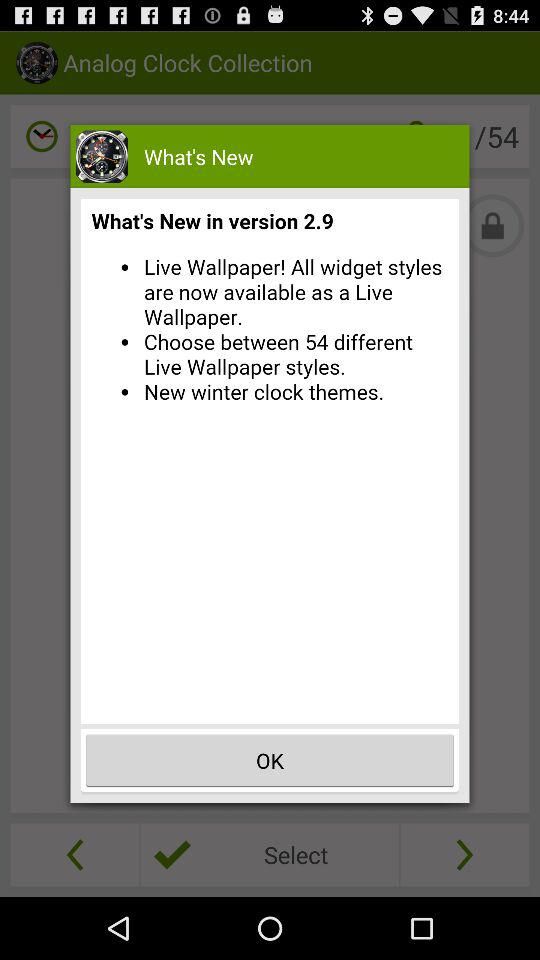 8:44
Analog Clock Collection
/54
What's New
What's New in version 2.9
• Live Wallpaper! All widget styles
are now available as a Live
Wallpaper.
• Choose between 54 different
Live Wallpaper styles.
• New winter clock themes.
OK
Select